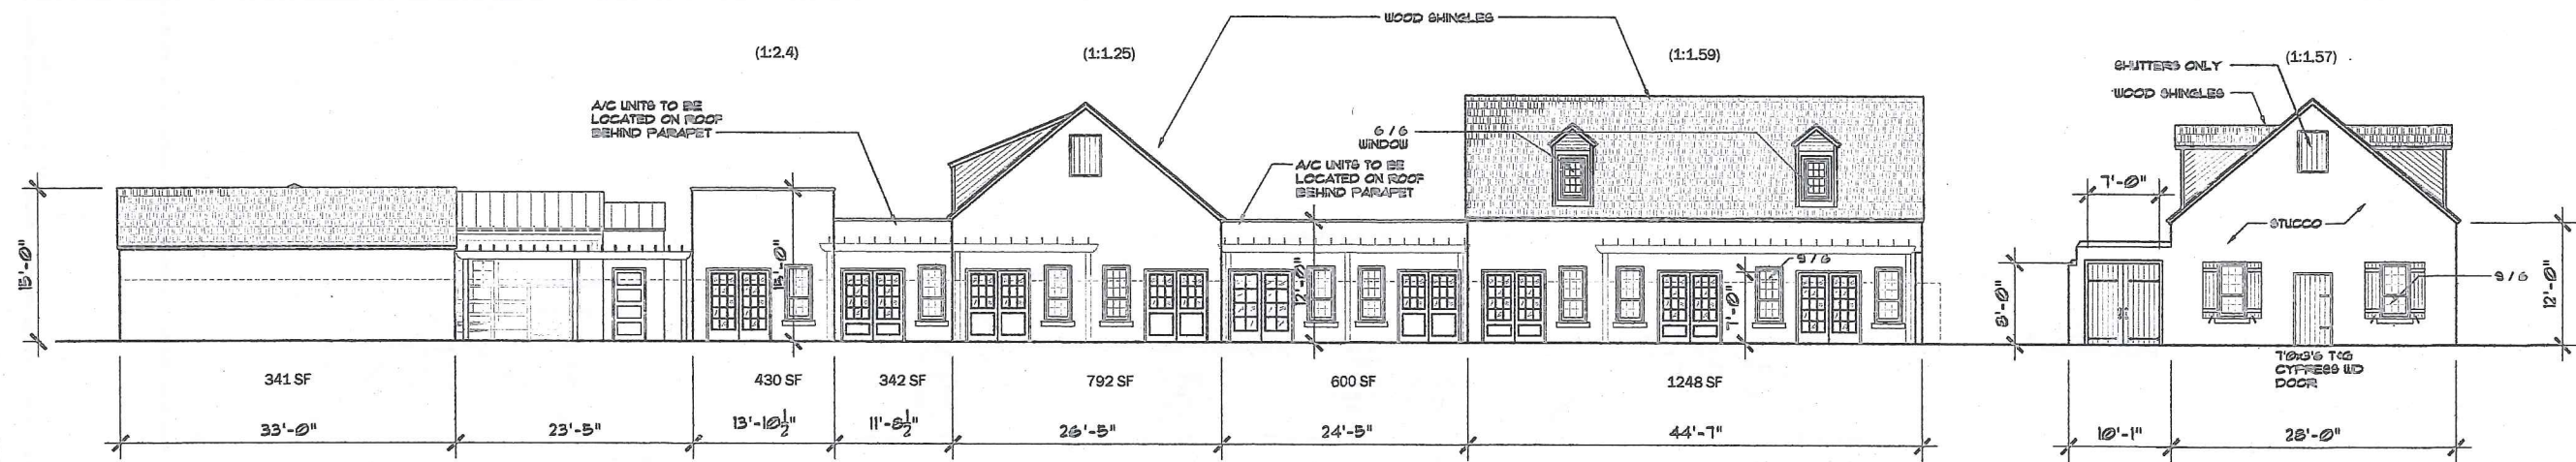 WOOD SHINGLES
(1:2.4)
(1:1.25)
(1:1.59)
(1:1.57)
SHUTTERS ONLY
WOOD SHINGLES
A/C UNITS TO BE
LOCATED ON ROOF
BEHIND PARAPET
6 / 6
WINDOW
A/C UNITS TO BE
LOCATED ON ROOF
BEHIND PARAPET
7'-0"
STUCCO
15'-0"
15'-0"
12'-0"
7'-0"
9 / 6
8'-0"
9 / 6
12'-0"
7'0x3'6 T&G
CYPRESS WD
DOOR
341 SF
430 SF
342 SF
792 SF
600 SF
1248 SF
33'-0"
23'-5"
13'-10½"
11'-8½"
26'-5"
24'-5"
44'-7"
10'-1"
28'-0"